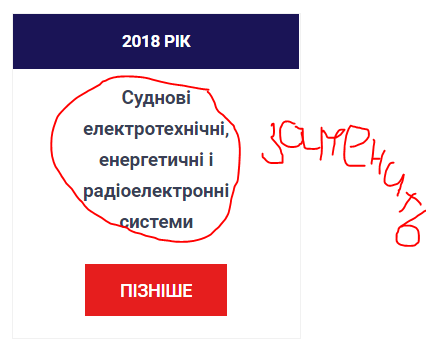 2018 РІК
Суднові
електротехнічні,
енергетичні і
радіоелектронні
системи
ПІЗНІШЕ
заменить